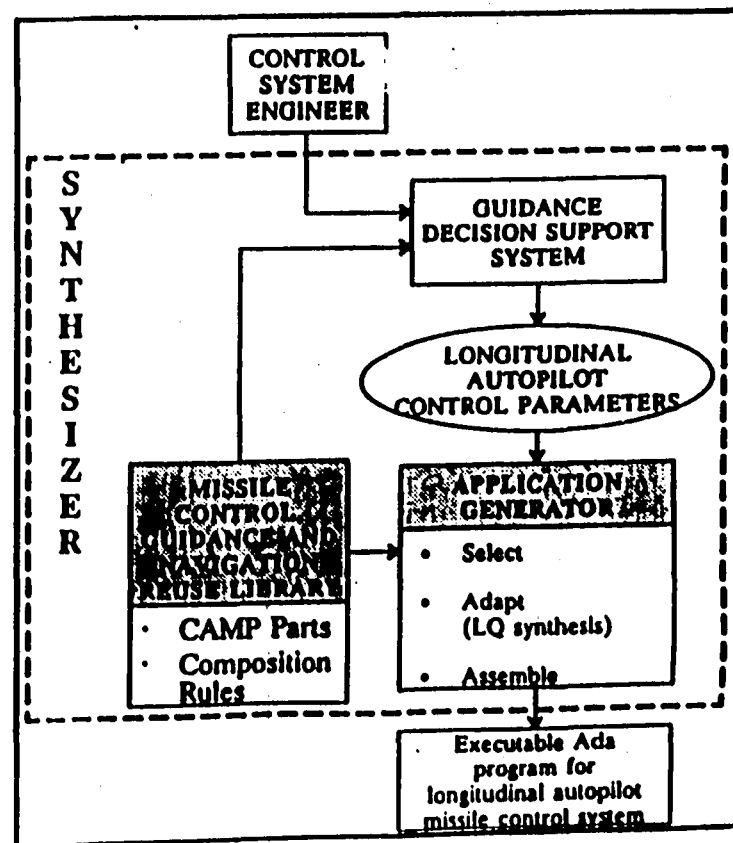 CONTROL
SYSTEM
ENGINEER
SYNTHESIZER
GUIDANCE
DECISION SUPPORT
SYSTEM
LONGITUDINAL
AUTOPILOT
CONTROL PARAMETERS
MISSILE
CONTROL
GUIDANCE AND
NAVIGATION
REUSE LIBRARY
· CAMP Parts
· Composition
Rules
APPLICATION
GENERATOR
• Select
• Adapt
(LQ synthesis)
• Assemble
Executable Ada
program for
longitudinal autopilot
missile control system